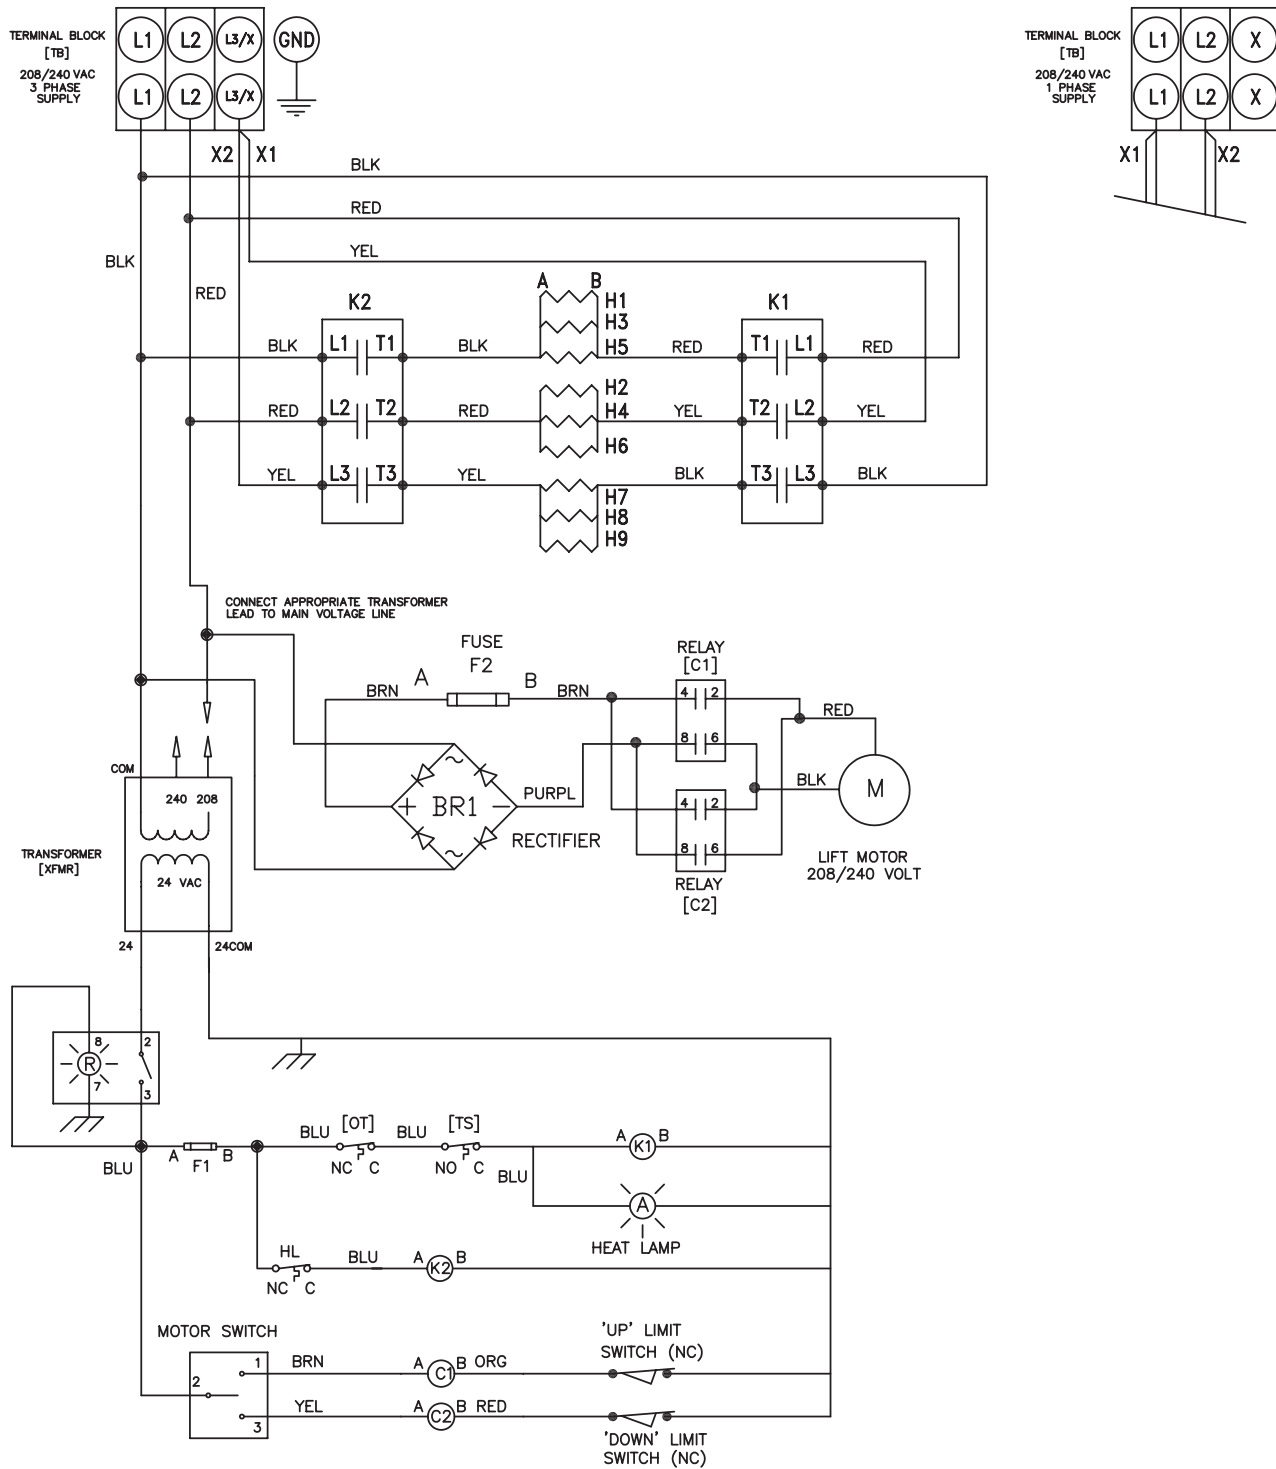 TERMINAL BLOCK
[TB]
208/240 VAC
3 PHASE
SUPPLY
L1 L2 L3/X GND
L1 L2 L3/X
X2 X1
TERMINAL BLOCK
[TB]
208/240 VAC
1 PHASE
SUPPLY
L1 L2 X
L1 L2 X
X1 X2
BLK
RED
YEL
BLK
RED
K2
A B
H1
H3
H5
K1
BLK L1 T1 BLK RED T1 L1 RED
H2
H4
H6
RED L2 T2 RED YEL T2 L2 YEL
YEL L3 T3 YEL BLK T3 L3 BLK
H7
H8
H9
CONNECT APPROPRIATE TRANSFORMER
LEAD TO MAIN VOLTAGE LINE
FUSE
F2
BRN A B BRN
RELAY
[C1]
4 2
8 6
RED
BLK
M
COM
240 208
TRANSFORMER
[XFMR]
24 VAC
24 24COM
+ BR1 −
~
~
PURPL
RECTIFIER
4 2
8 6
RELAY
[C2]
LIFT MOTOR
208/240 VOLT
8 2
R
7 3
BLU A F1 B
BLU [OT] BLU [TS]
NC C NO C
A K1 B
BLU
A
HEAT LAMP
HL BLU A K2 B
NC C
MOTOR SWITCH
'UP' LIMIT
SWITCH (NC)
1 BRN A C1 B ORG
2
3 YEL A C2 B RED
'DOWN' LIMIT
SWITCH (NC)